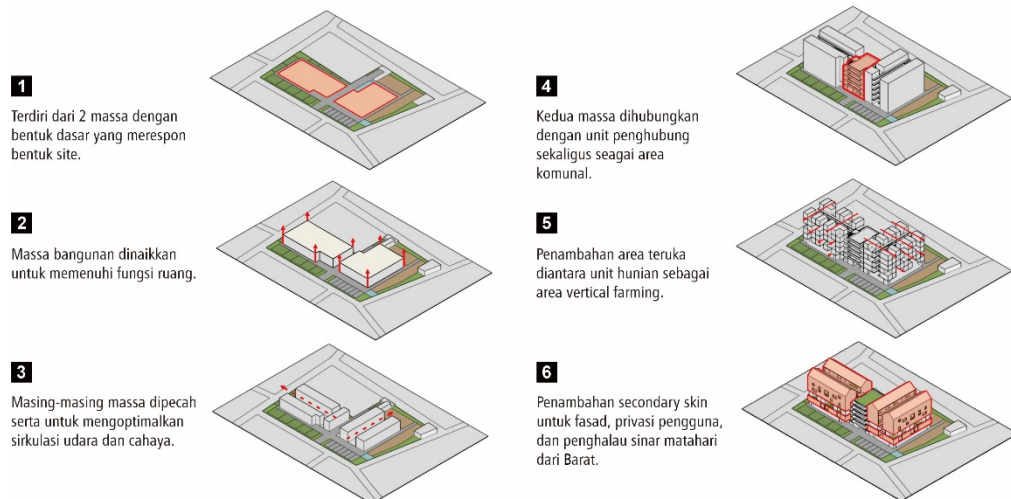 1
Terdiri dari 2 massa dengan
bentuk dasar yang merespon
bentuk site.
2
Massa bangunan dinaikkan
untuk memenuhi fungsi ruang.
3
Masing-masing massa dipecah
serta untuk mengoptimalkan
sirkulasi udara dan cahaya.
4
Kedua massa dihubungkan
dengan unit penghubung
sekaligus seagai area
komunal.
5
Penambahan area teruka
diantara unit hunian sebagai
area vertical farming.
6
Penambahan secondary skin
untuk fasad, privasi pengguna,
dan penghalau sinar matahari
dari Barat.